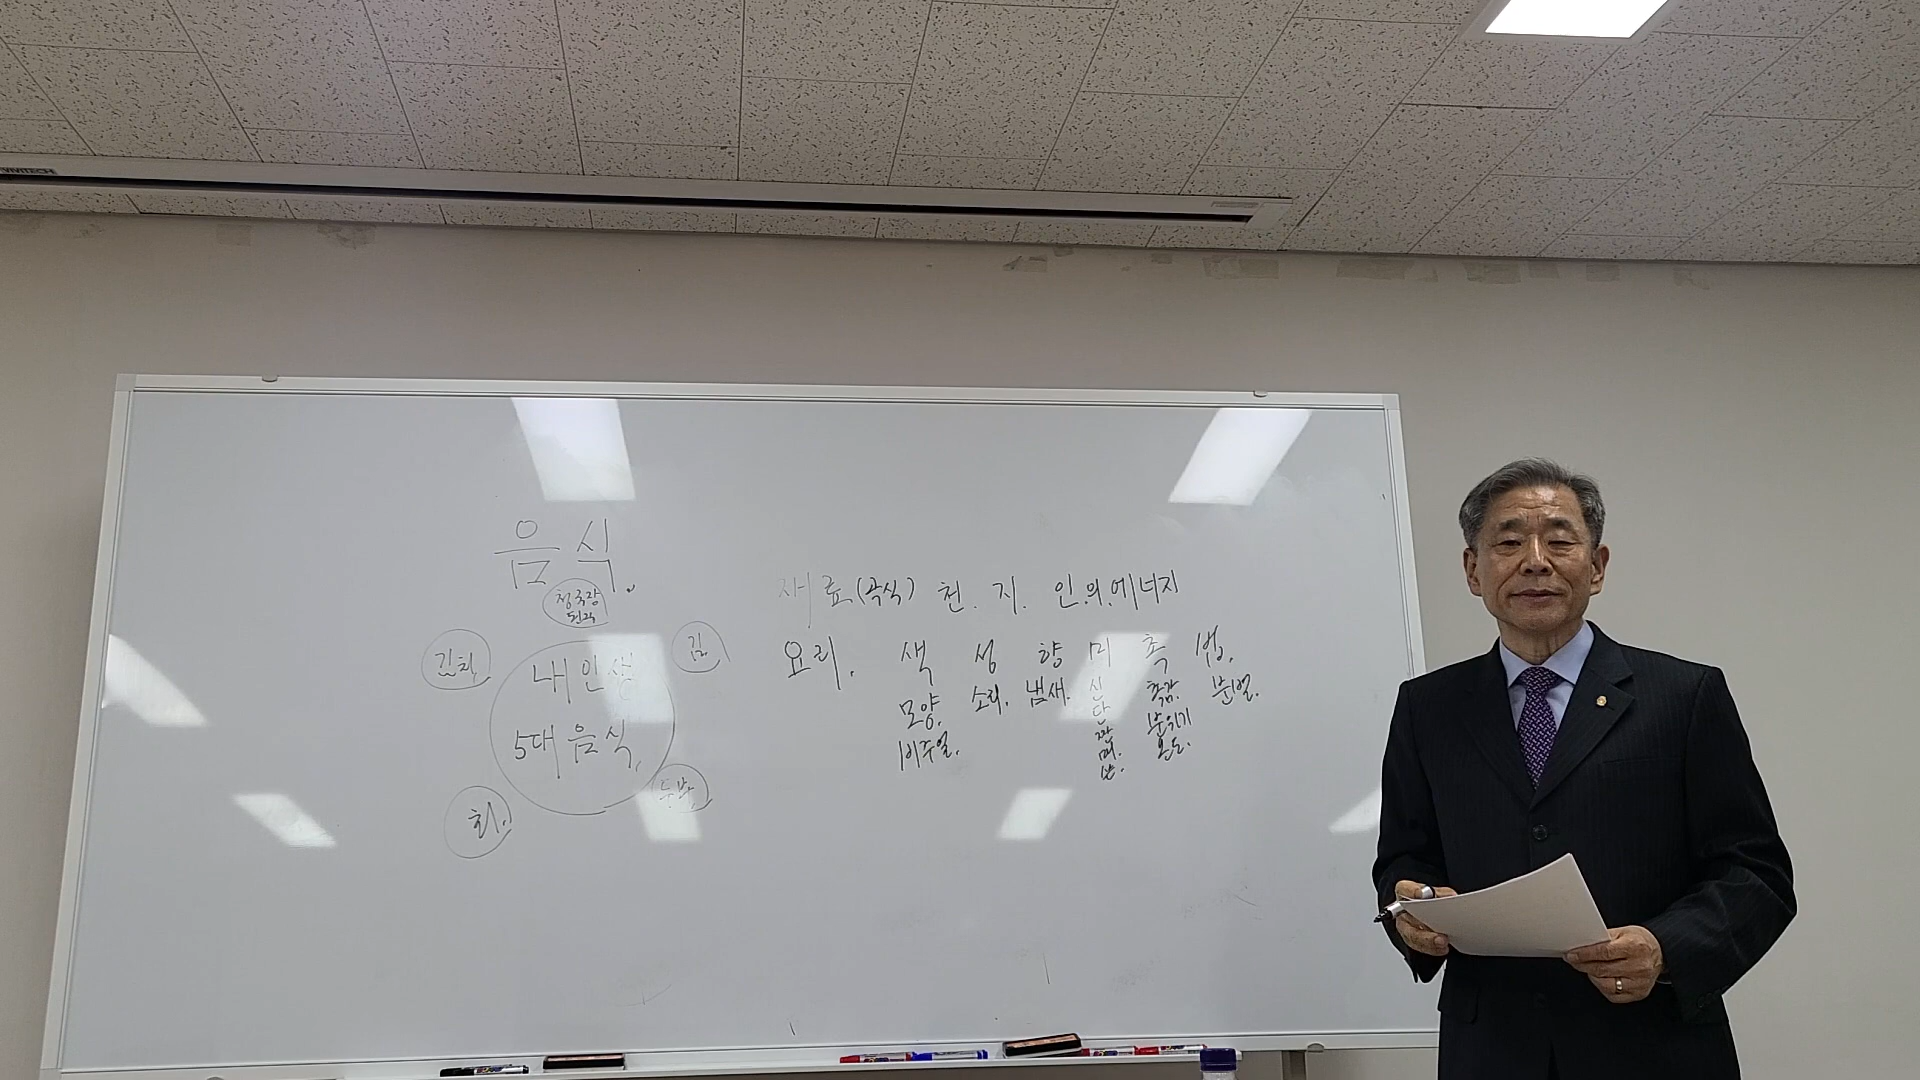 VIVITECH
음식.
청국장
된장
김치
김
내 인생
5대 음식.
회.
두부
재료(곡식) 천. 지. 인.의.에너지
요리. 색 성 향 미 촉 법.
모양. 소리. 냄새. 신 촉감. 분별.
비주얼. 단 분위기
짠 온도.
매.
쓴.